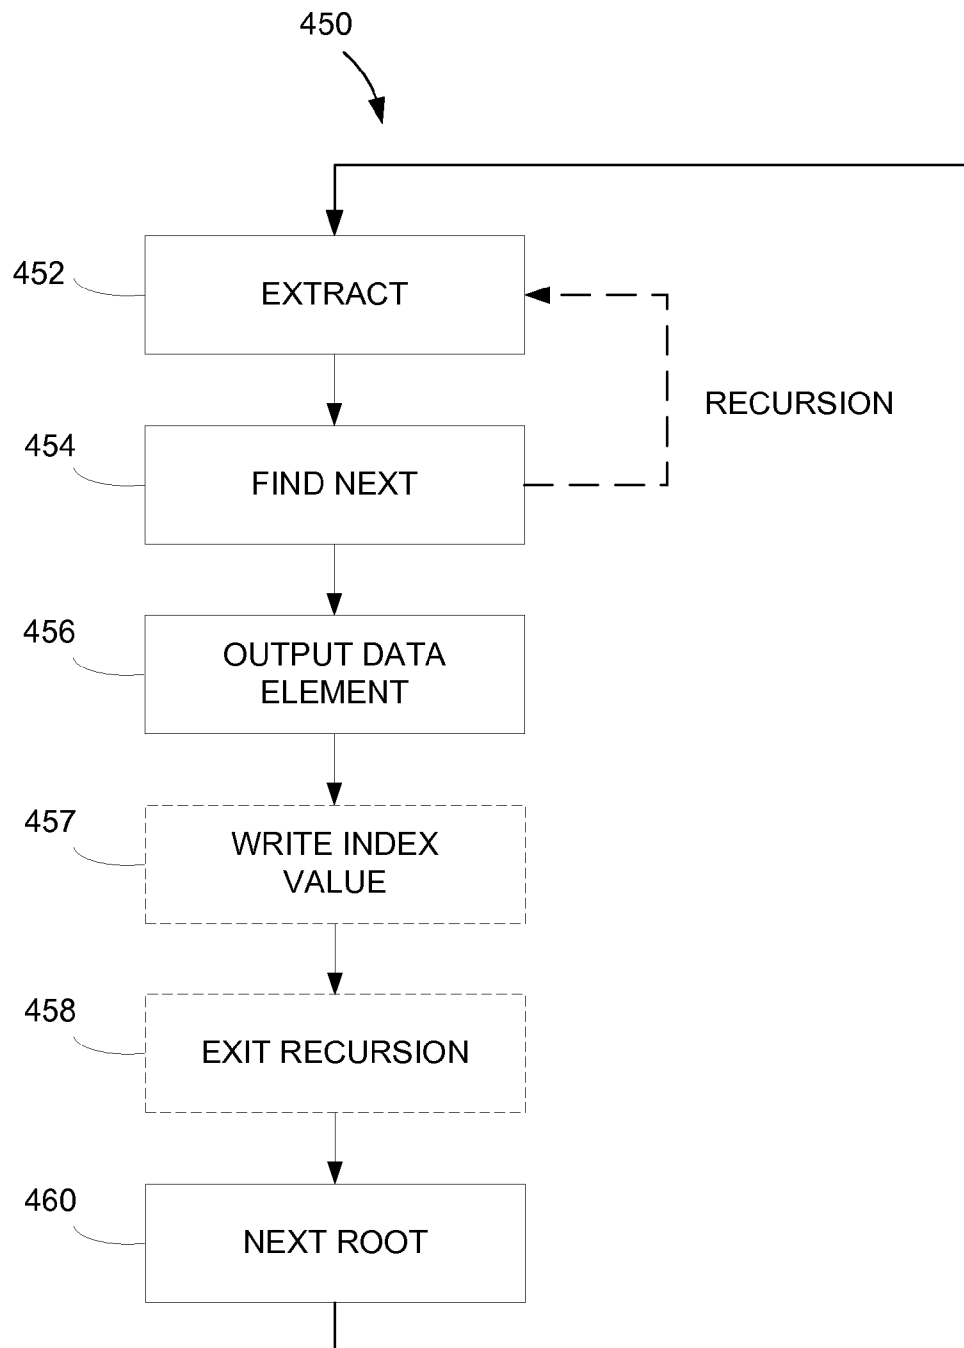 450
452
EXTRACT
RECURSION
454
FIND NEXT
456
OUTPUT DATA
ELEMENT
457
WRITE INDEX
VALUE
458
EXIT RECURSION
460
NEXT ROOT